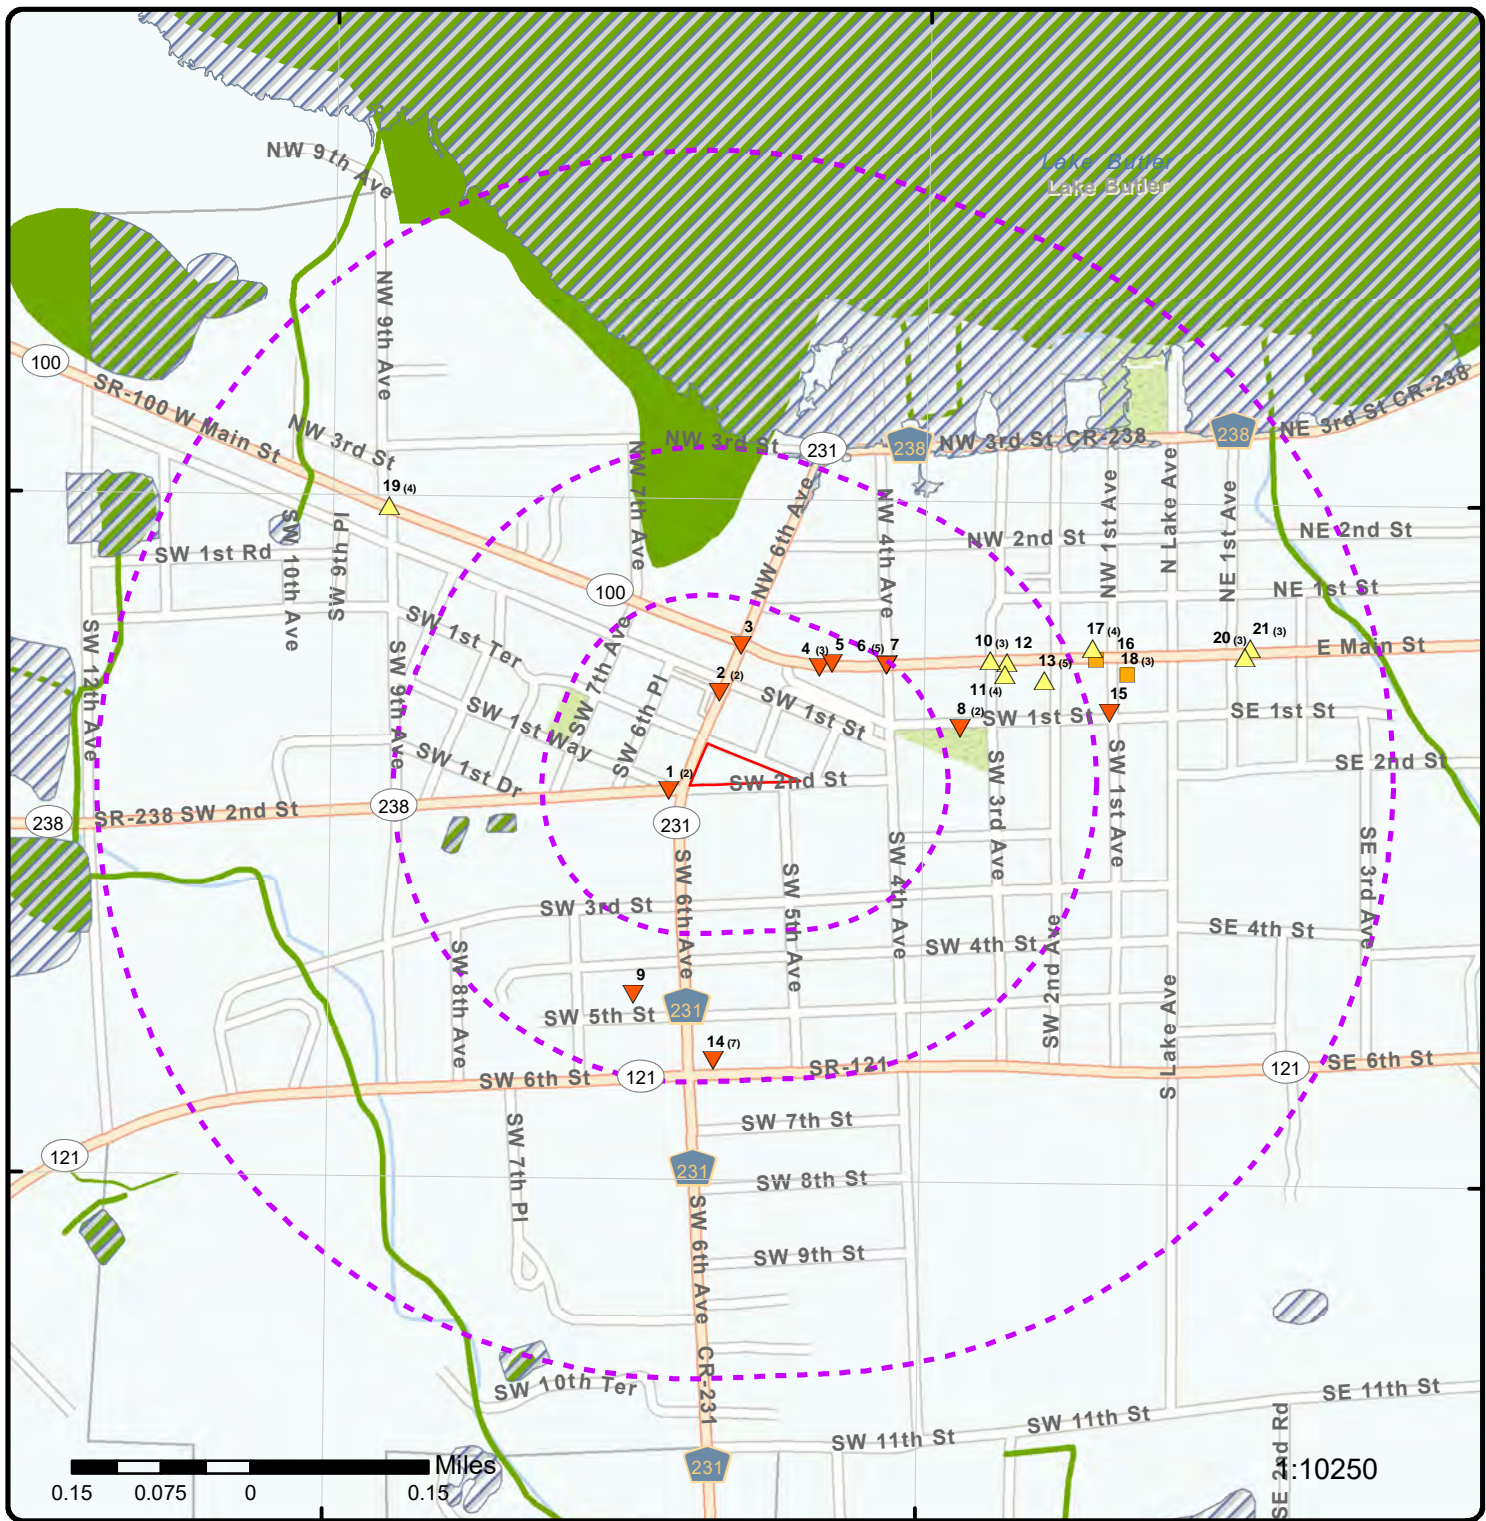 Lake Butler
Lake Butler
NW 9th Ave
NW 9th Ave
100
SR-100 W Main St
NW 3rd St
NW 3rd St
231
238
NW 3rd St CR-238
238
NE 3rd St CR-238
19 (4)
NW 7th Ave
NW 6th Ave
NW 4th Ave
NW 1st Ave
N Lake Ave
NE 1st Ave
SW 1st Rd
SW 10th Ave
SW 9th Pl
NW 2nd St
NE 2nd St
100
NE 1st St
SW 12th Ave
SW 9th Ave
SW 1st Ter
SW 7th Ave
3
4 (3)
5
6 (5)
7
10 (3)
12
17 (4)
16
20 (3)
21 (3)
E Main St
13 (5)
18 (3)
11 (4)
2 (2)
SW 6th Pl
SW 1st St
8 (2)
SW 1st St
15
SE 1st St
SW 1st Way
SW 1st Dr
1 (2)
SW 2nd St
SE 2nd St
238
SR-238 SW 2nd St
238
231
SW 3rd Ave
SW 1st Ave
SE 3rd Ave
SW 6th Ave
SW 5th Ave
SW 4th Ave
SW 3rd St
SW 4th St
SW 2nd Ave
SE 4th St
SW 8th Ave
9
231
SW 5th St
S Lake Ave
14 (7)
SW 6th St
121
SR-121
121
SE 6th St
SW 7th Pl
SW 7th St
121
231
SW 8th St
SW 6th Ave
SW 9th St
CR-231
SW 10th Ter
SE 11th St
SW 11th St
SW 11th St
SE 2nd Rd
231
Miles
0.15 0.075 0 0.15
1:10250